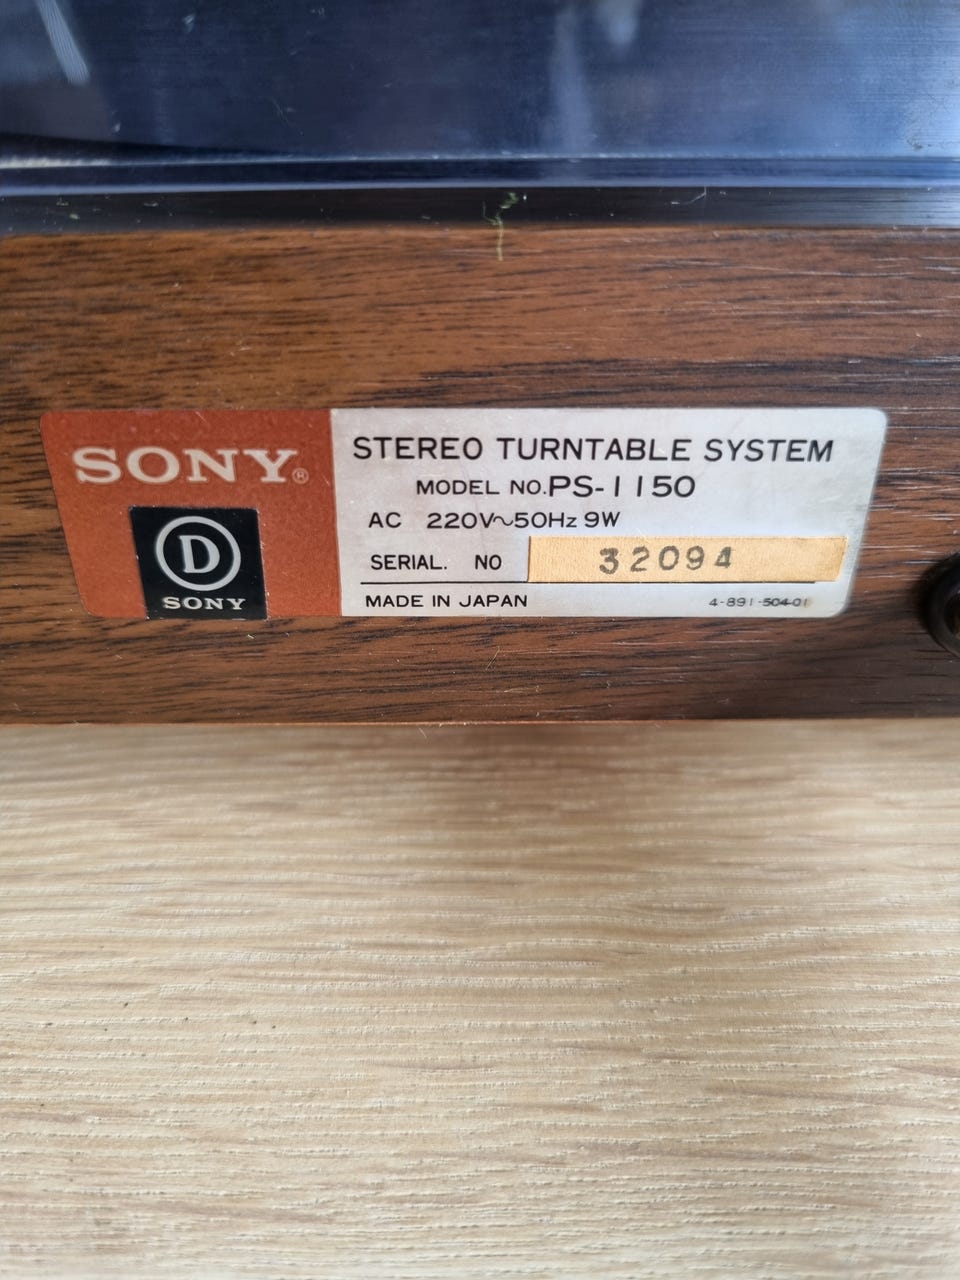 SONY®
D
SONY
STEREO TURNTABLE SYSTEM
MODEL NO.PS-1150
AC 220V~50Hz 9W
SERIAL. NO 32094
MADE IN JAPAN 4-891-504-01